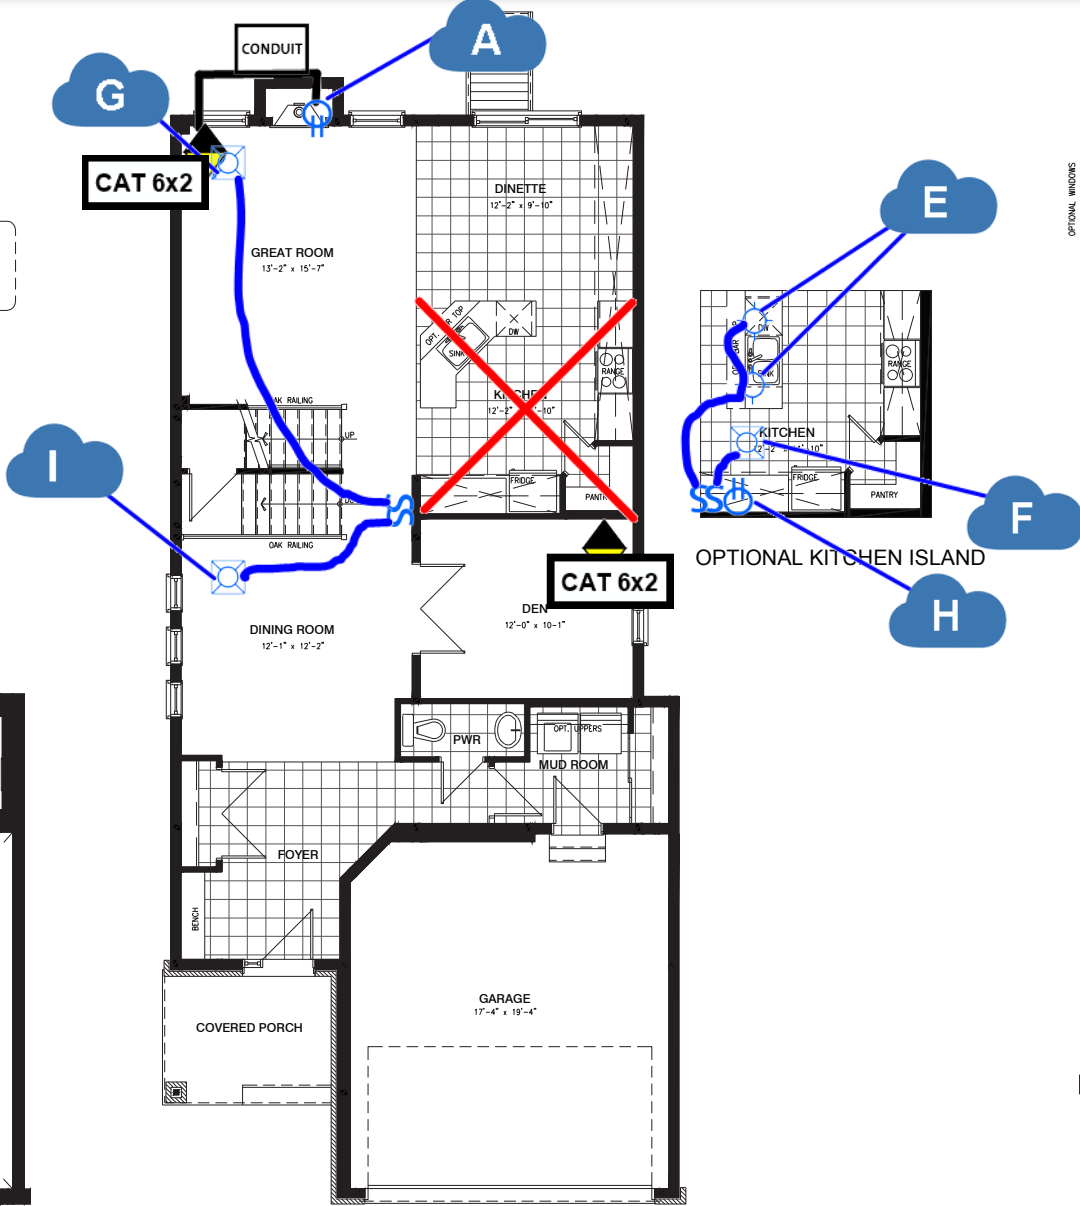 A
CONDUIT
G
CAT 6x2
DINETTE
12'-2" x 9'-10"
OPTIONAL WINDOWS
E
GREAT ROOM
13'-2" x 15'-7"
DW
SINK
RANGE
DW
SINK
RANGE
OAK RAILING
UP
KITCHEN
I
FRIDGE
PANTRY
F
OPTIONAL KITCHEN ISLAND
OAK RAILING
FRIDGE
CAT 6x2
H
DEN
12'-0" x 10-1"
DINING ROOM
12'-1" x 12'-2"
OPT. UPPERS
PWR
MUD ROOM
FOYER
BENCH
GARAGE
17'-4" x 19'-4"
COVERED PORCH